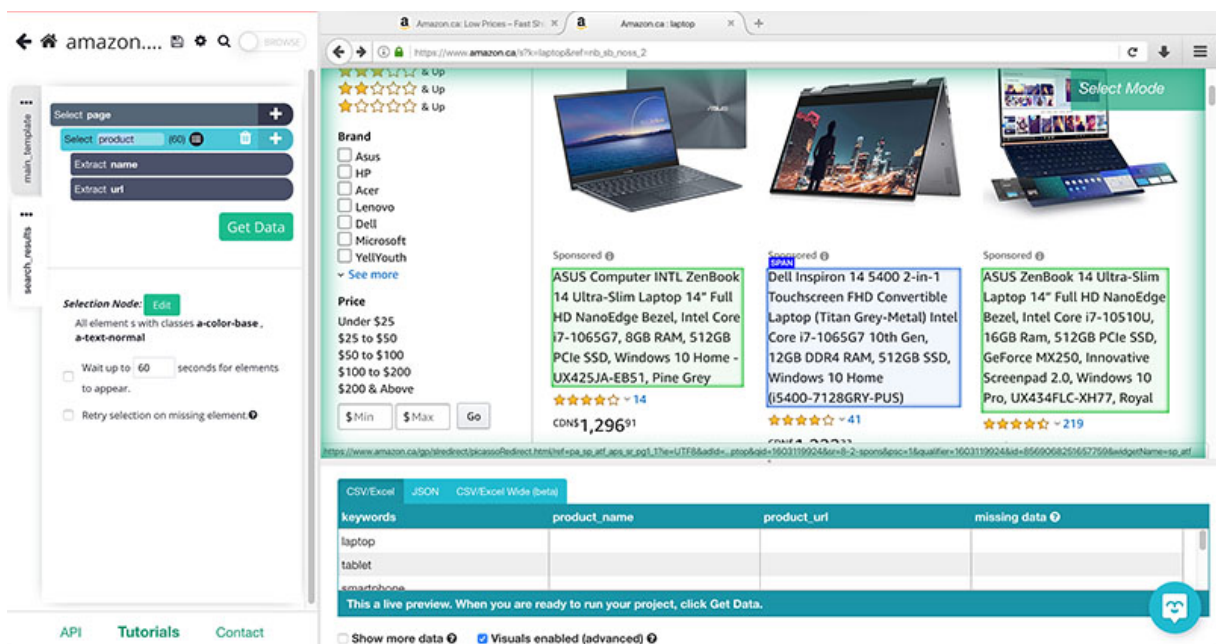 Amazon.ca: Low Prices – Fast Shi
Amazon.ca : laptop
amazon....
BROWSE
https://www.amazon.ca/s?k=laptop&ref=nb_sb_noss_2
main_template
search_results
Select page
Select product (60)
Extract name
Extract url
Get Data
Selection Node: Edit
All element s with classes a-color-base ,
a-text-normal
Wait up to 60 seconds for elements
to appear.
Retry selection on missing element.
API Tutorials Contact
& Up
& Up
& Up
Brand
Asus
HP
Acer
Lenovo
Dell
Microsoft
YellYouth
See more
Price
Under $25
$25 to $50
$50 to $100
$100 to $200
$200 & Above
$ Min $ Max Go
Select Mode
Sponsored
ASUS Computer INTL ZenBook
14 Ultra-Slim Laptop 14" Full
HD NanoEdge Bezel, Intel Core
i7-1065G7, 8GB RAM, 512GB
PCIe SSD, Windows 10 Home -
UX425JA-EB51, Pine Grey
14
CDN$1,296 91
Sponsored
SPAN
Dell Inspiron 14 5400 2-in-1
Touchscreen FHD Convertible
Laptop (Titan Grey-Metal) Intel
Core i7-1065G7 10th Gen,
12GB DDR4 RAM, 512GB SSD,
Windows 10 Home
(i5400-7128GRY-PUS)
41
Sponsored
ASUS ZenBook 14 Ultra-Slim
Laptop 14" Full HD NanoEdge
Bezel, Intel Core i7-10510U,
16GB Ram, 512GB PCIe SSD,
GeForce MX250, Innovative
Screenpad 2.0, Windows 10
Pro, UX434FLC-XH77, Royal
219
CSV/Excel JSON CSV/Excel Wide (beta)
keywords product_name product_url missing data
laptop
tablet
smartphone
This a live preview. When you are ready to run your project, click Get Data.
Show more data Visuals enabled (advanced)